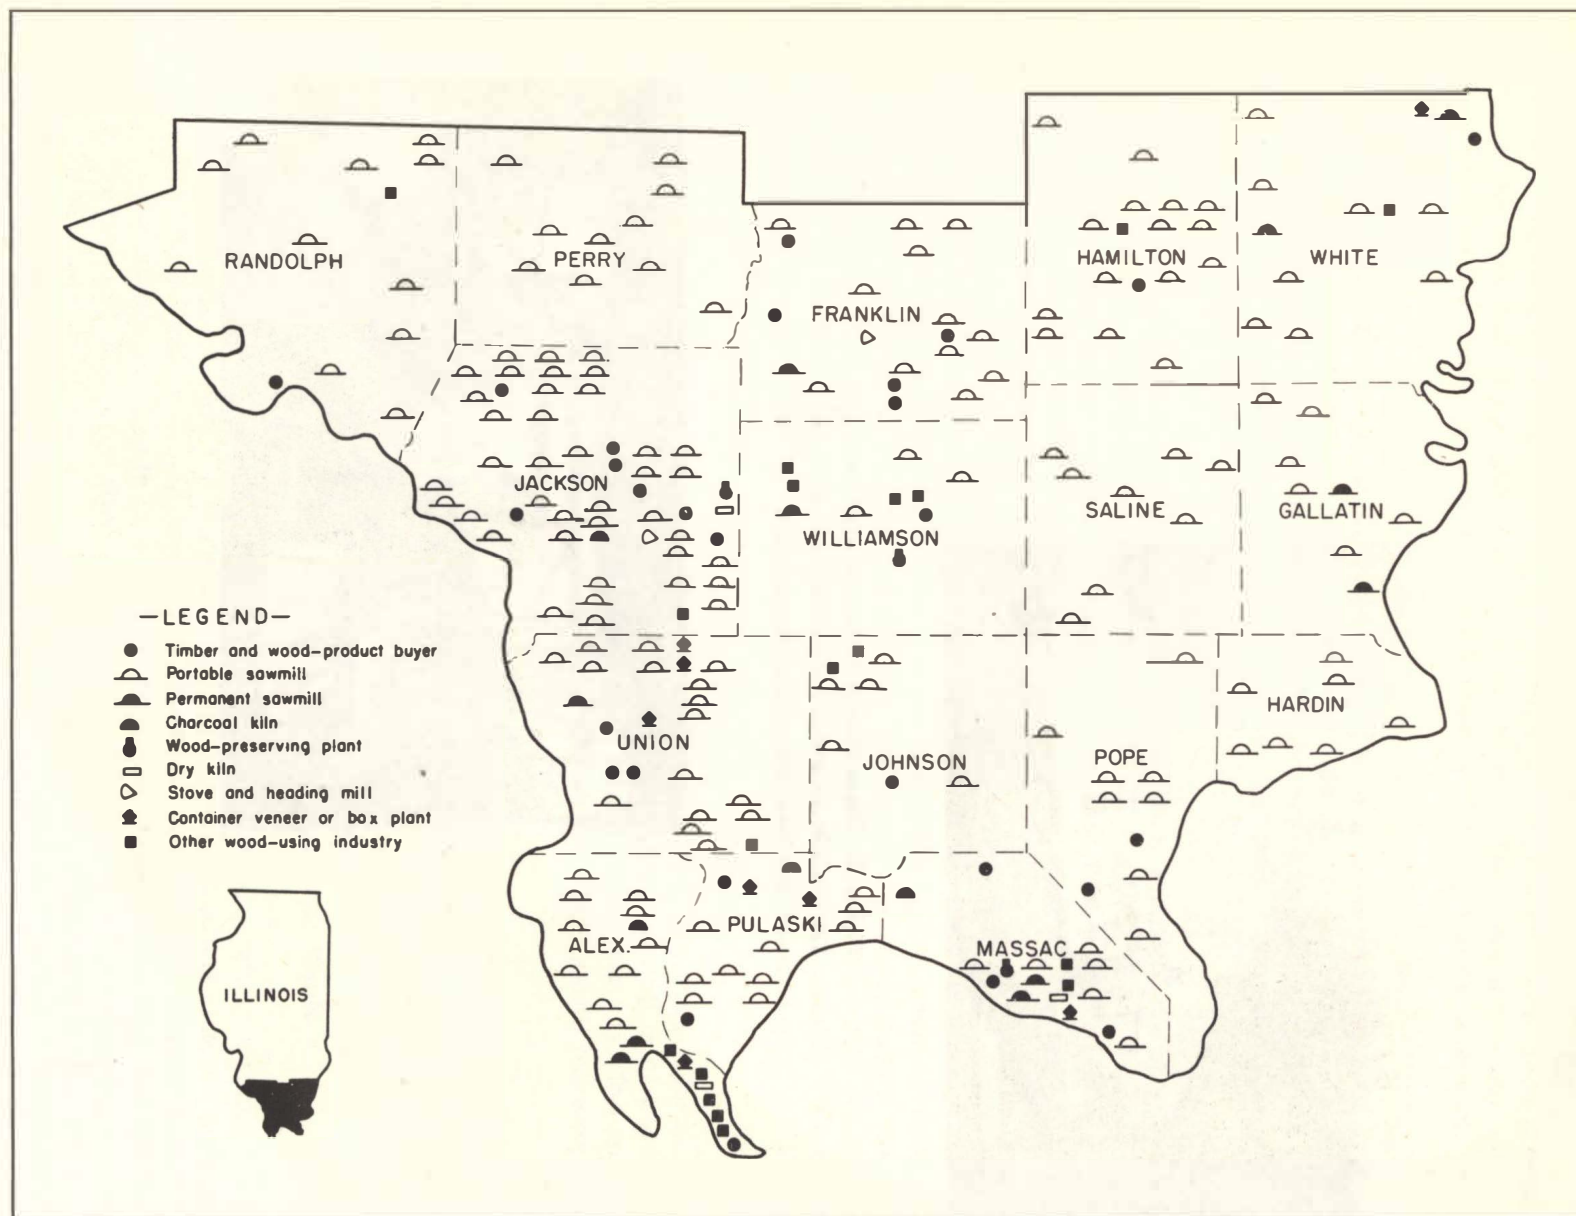 RANDOLPH
PERRY
FRANKLIN
HAMILTON
WHITE
JACKSON
WILLIAMSON
SALINE
GALLATIN
UNION
JOHNSON
POPE
HARDIN
ALEX.
PULASKI
MASSAC
—LEGEND—
Timber and wood-product buyer
Portable sawmill
Permanent sawmill
Charcoal kiln
Wood-preserving plant
Dry kiln
Stove and heading mill
Container veneer or box plant
Other wood-using industry
ILLINOIS